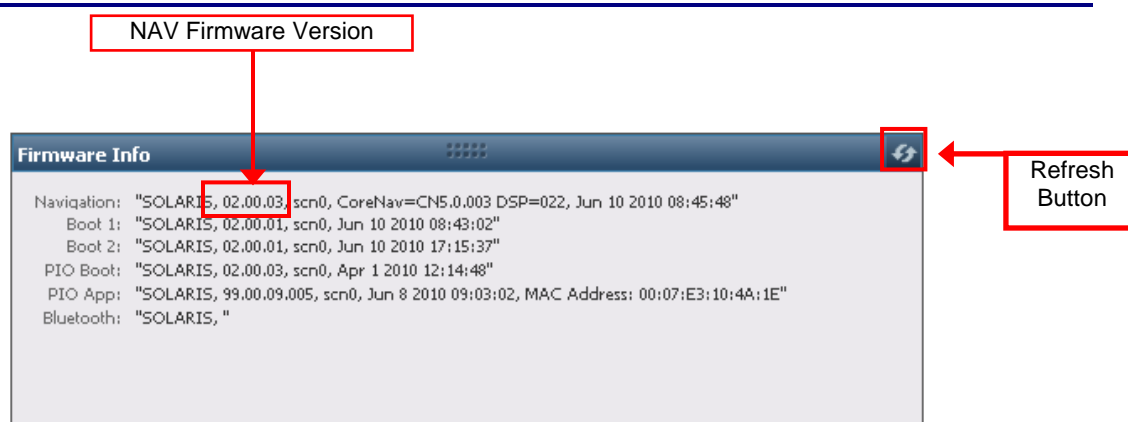 NAV Firmware Version
Firmware Info
Refresh
Button
Navigation: "SOLARIS, 02.00.03, scn0, CoreNav=CN5.0.003 DSP=022, Jun 10 2010 08:45:48"
Boot 1: "SOLARIS, 02.00.01, scn0, Jun 10 2010 08:43:02"
Boot 2: "SOLARIS, 02.00.01, scn0, Jun 10 2010 17:15:37"
PIO Boot: "SOLARIS, 02.00.03, scn0, Apr 1 2010 12:14:48"
PIO App: "SOLARIS, 99.00.09.005, scn0, Jun 8 2010 09:03:02, MAC Address: 00:07:E3:10:4A:1E"
Bluetooth: "SOLARIS, "